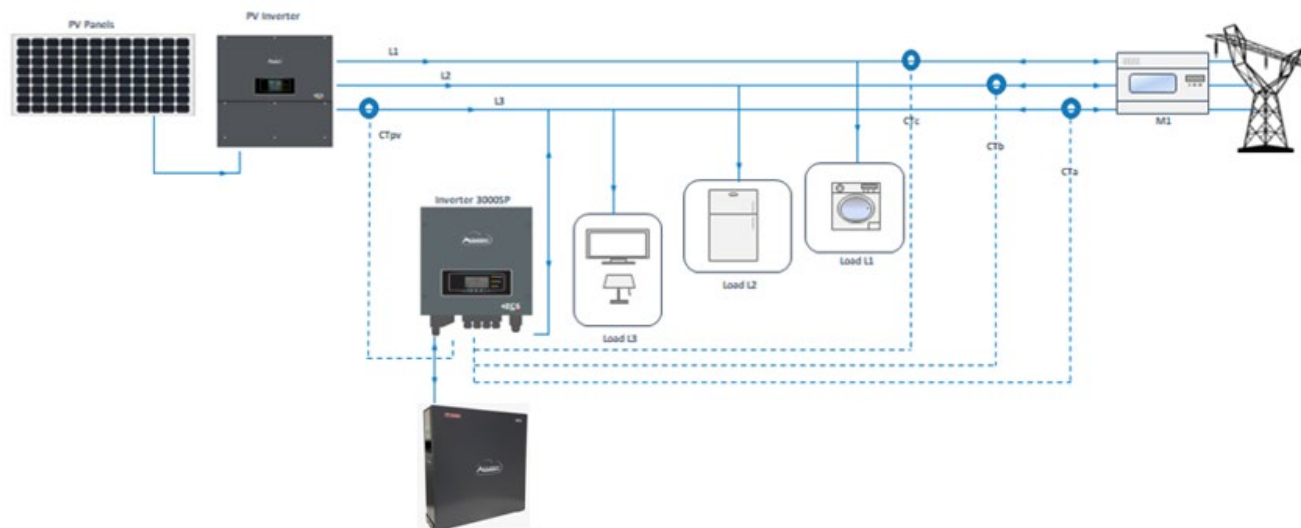 PV Panels
PV Inverter
L1
L2
L3
CTpv
CTc
CTb
CTa
M1
Inverter 3000SP
Load L1
Load L2
Load L3